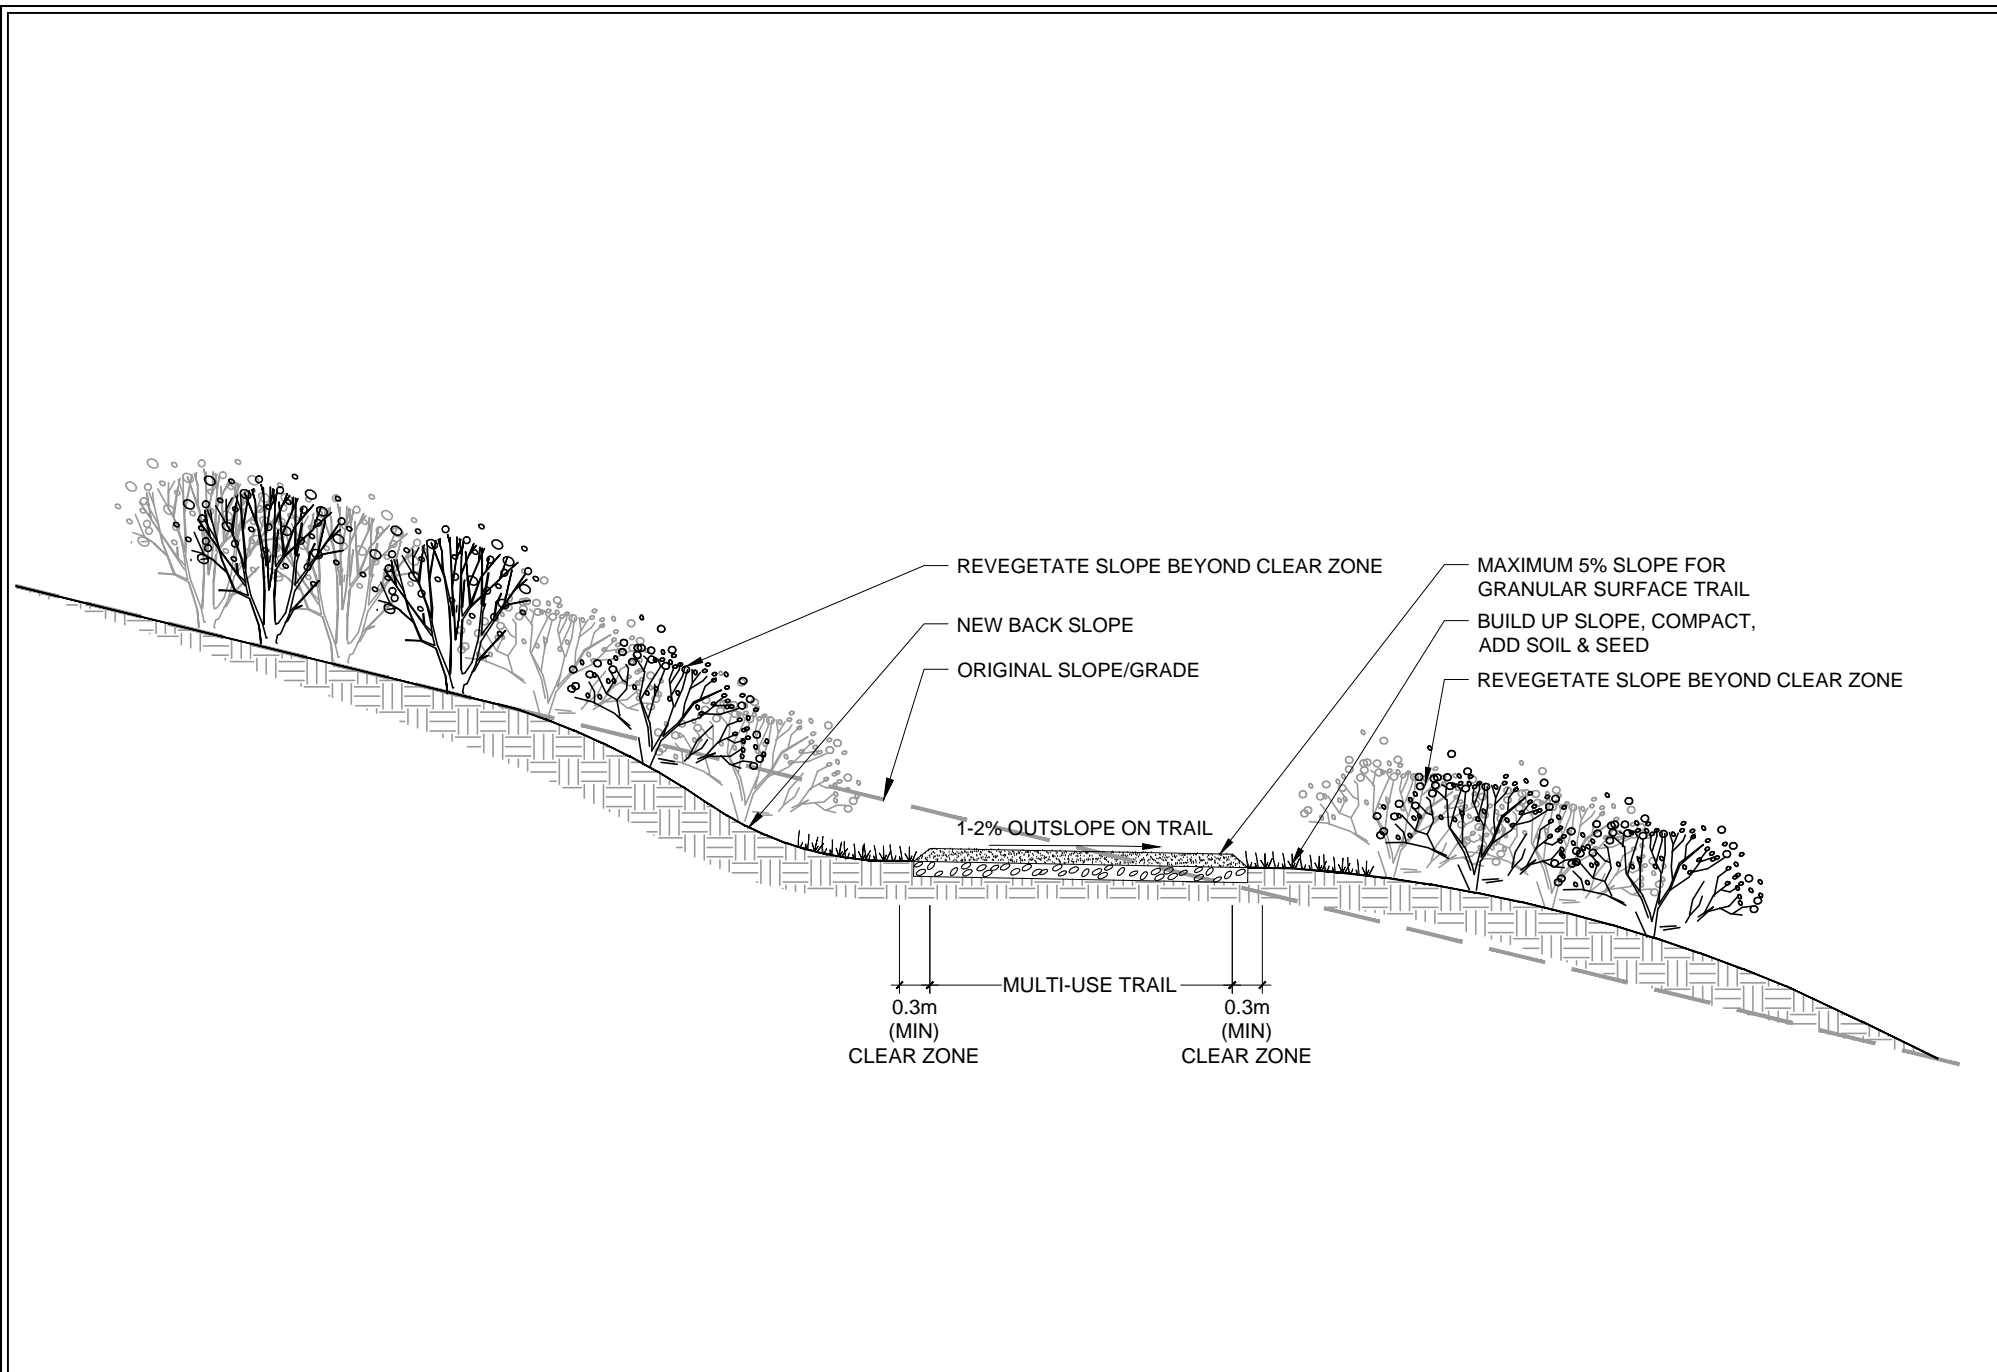 REVEGETATE SLOPE BEYOND CLEAR ZONE
NEW BACK SLOPE
ORIGINAL SLOPE/GRADE
MAXIMUM 5% SLOPE FOR
GRANULAR SURFACE TRAIL
BUILD UP SLOPE, COMPACT,
ADD SOIL & SEED
REVEGETATE SLOPE BEYOND CLEAR ZONE
1-2% OUTSLOPE ON TRAIL
MULTI-USE TRAIL
0.3m
(MIN)
CLEAR ZONE
0.3m
(MIN)
CLEAR ZONE